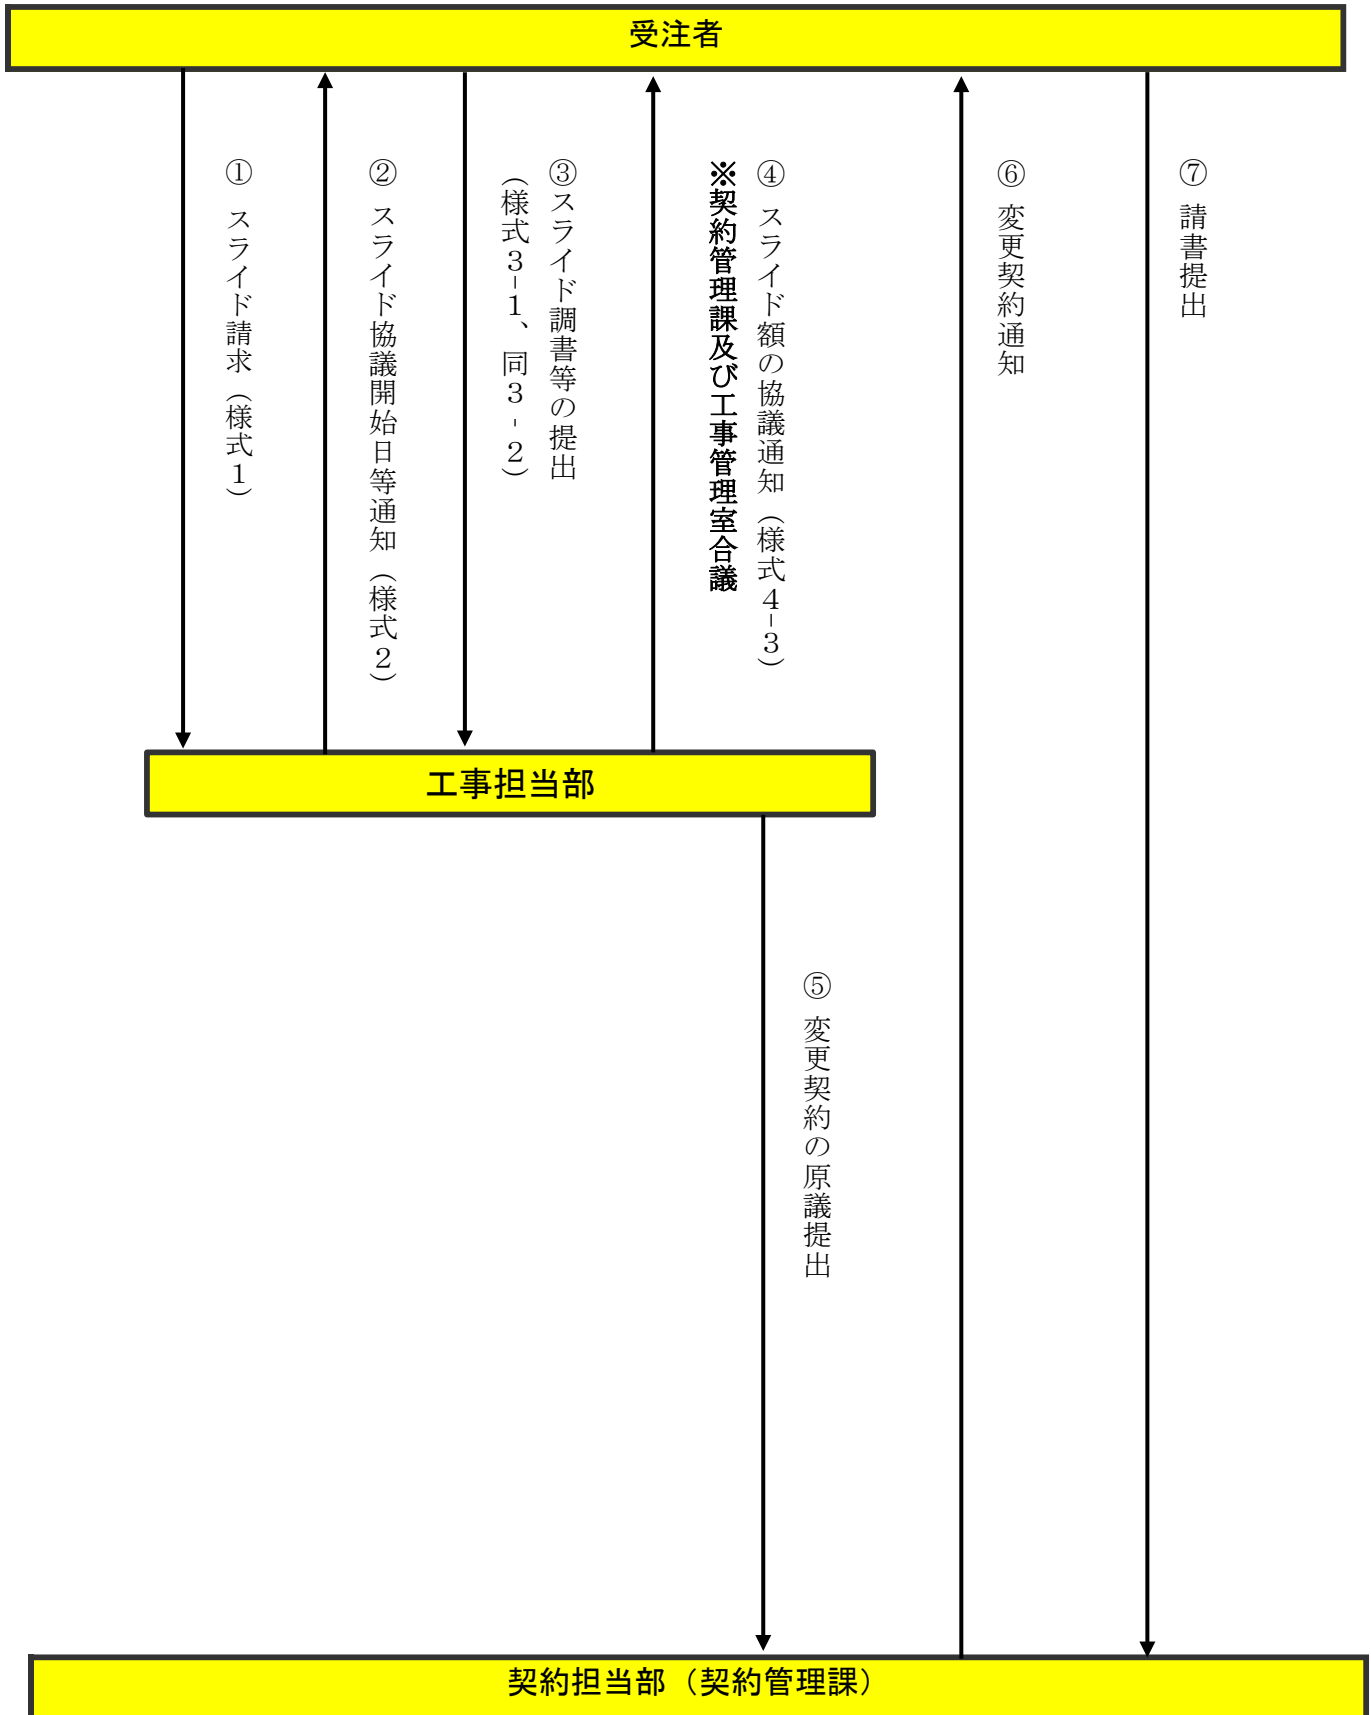 受注者
① スライド請求（様式１）
② スライド協議開始日等通知（様式２）
③スライド調書等の提出
（様式３-１、同３-２）
④ スライド額の協議通知（様式４-３）
※契約管理課及び工事管理室合議
⑥ 変更契約通知
⑦ 請書提出
工事担当部
⑤ 変更契約の原議提出
契約担当部（契約管理課）